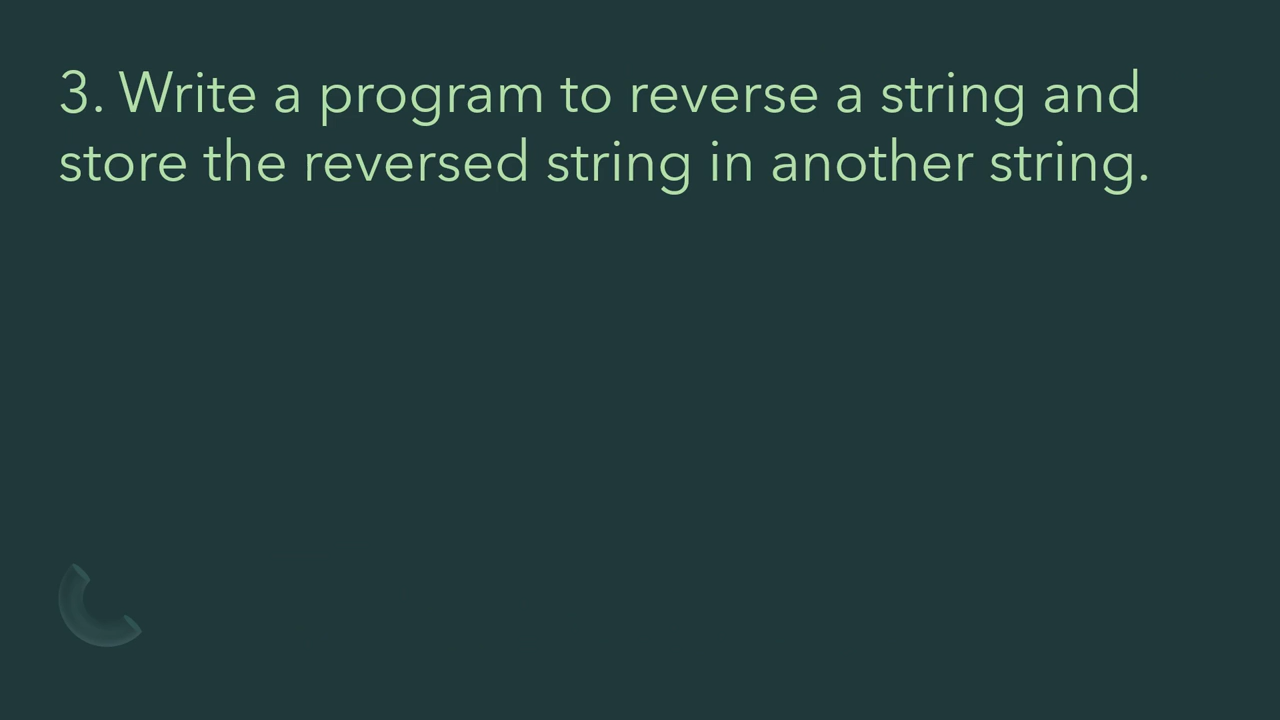 3. Write a program to reverse a string and
store the reversed string in another string.